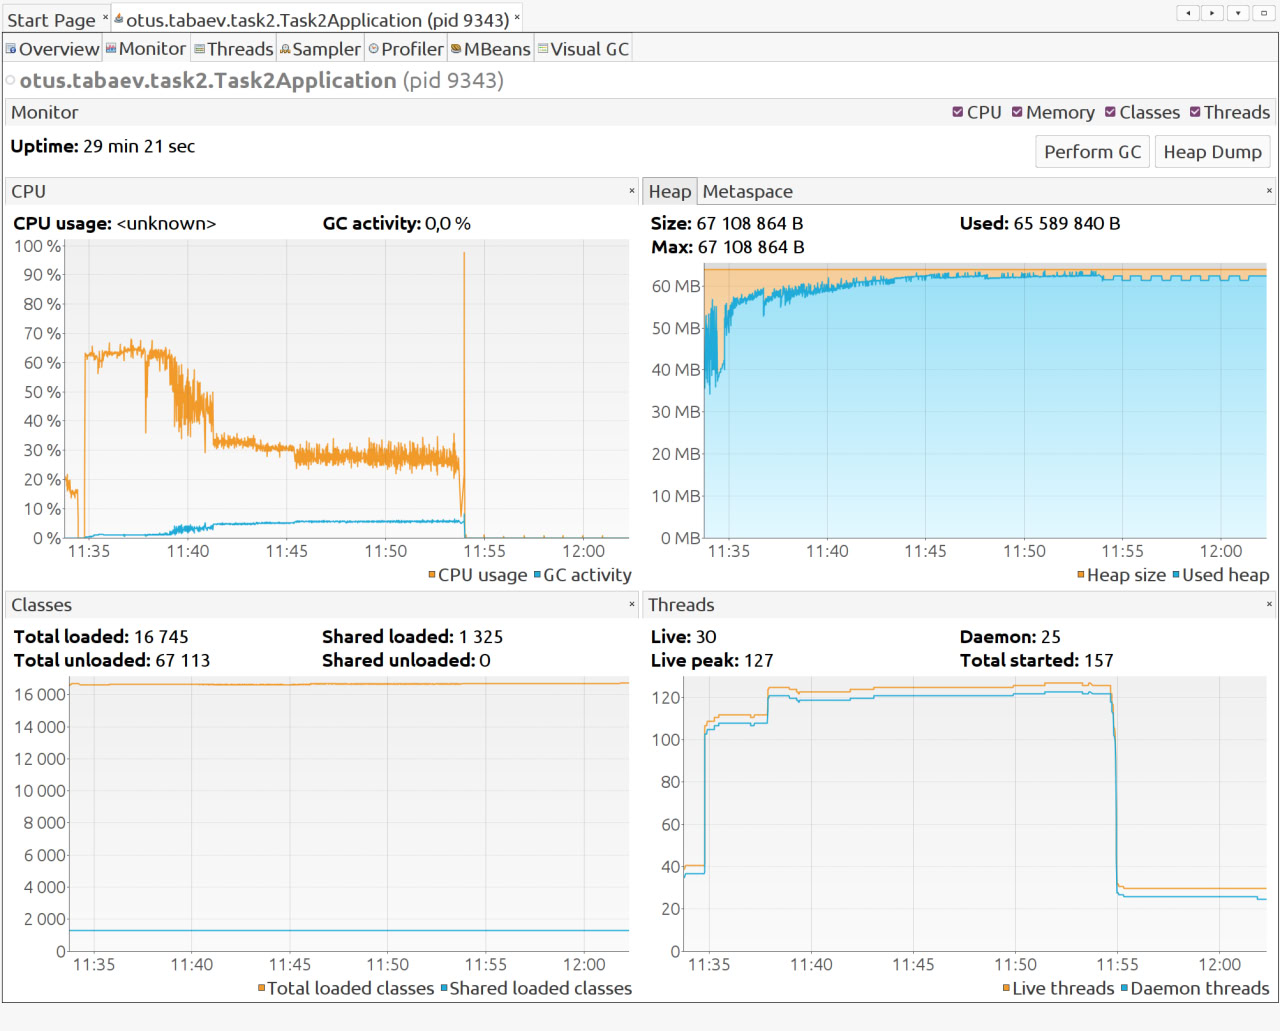 Start Page × otus.tabaev.task2.Task2Application (pid 9343) ×
Overview Monitor Threads Sampler Profiler MBeans Visual GC
otus.tabaev.task2.Task2Application (pid 9343)
Monitor CPU Memory Classes Threads
Uptime: 29 min 21 sec
Perform GC Heap Dump
CPU ×
CPU usage: <unknown> GC activity: 0,0 %
100 %
90 %
80 %
70 %
60 %
50 %
40 %
30 %
20 %
10 %
0 %
11:35 11:40 11:45 11:50 11:55 12:00
CPU usage GC activity
Heap Metaspace ×
Size: 67 108 864 B Used: 65 589 840 B
Max: 67 108 864 B
60 MB
50 MB
40 MB
30 MB
20 MB
10 MB
0 MB
11:35 11:40 11:45 11:50 11:55 12:00
Heap size Used heap
Classes ×
Total loaded: 16 745 Shared loaded: 1 325
Total unloaded: 67 113 Shared unloaded: 0
16 000
14 000
12 000
10 000
8 000
6 000
4 000
2 000
0
11:35 11:40 11:45 11:50 11:55 12:00
Total loaded classes Shared loaded classes
Threads ×
Live: 30 Daemon: 25
Live peak: 127 Total started: 157
120
100
80
60
40
20
0
11:35 11:40 11:45 11:50 11:55 12:00
Live threads Daemon threads